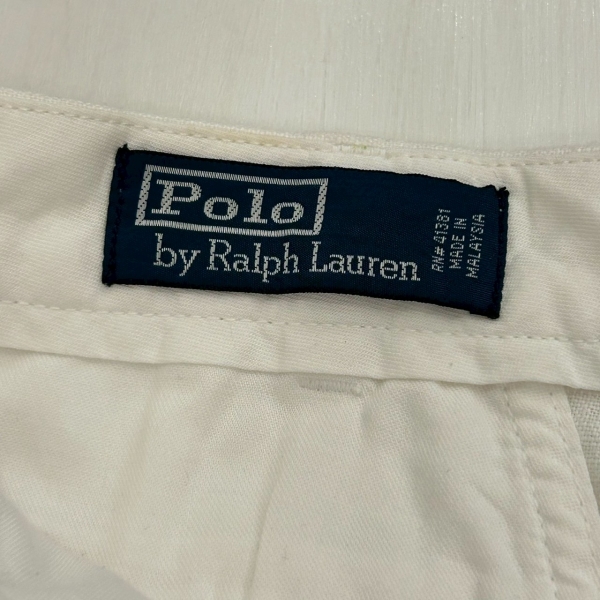 Polo
by Ralph Lauren
RN# 41381
MADE IN
MALAYSIA